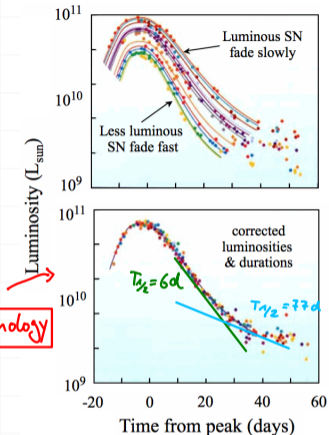 10¹¹
Luminous SN
fade slowly
10¹⁰
Less luminous
SN fade fast
10⁹
Luminosity (L_sun)
10¹¹
corrected
luminosities
& durations
T₁/₂=6d
10¹⁰
T₁/₂=77d
nology
10⁹
-20 0 20 40 60
Time from peak (days)